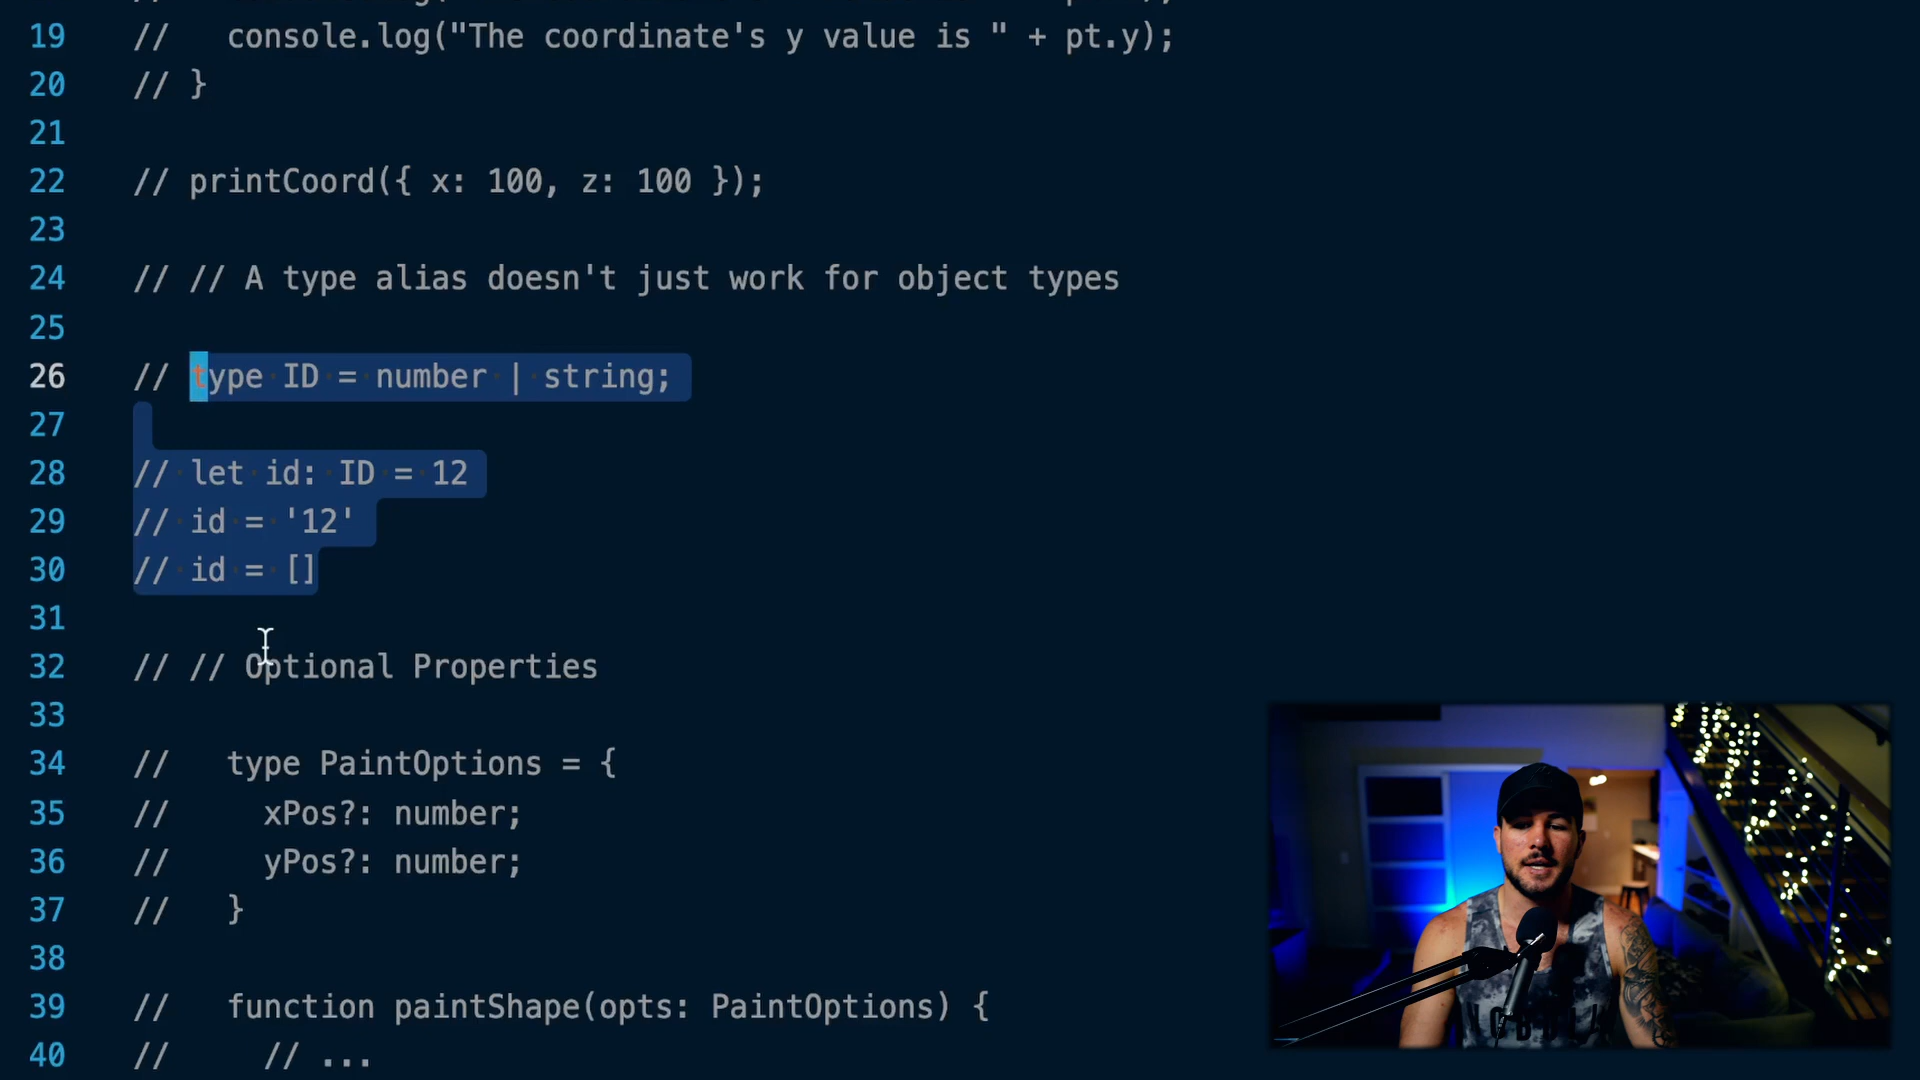 19 //   console.log("The coordinate's y value is " + pt.y);
20 // }
21
22 // printCoord({ x: 100, z: 100 });
23
24 // // A type alias doesn't just work for object types
25
26 // type ID = number | string;
27
28 // let id: ID = 12
29 // id = '12'
30 // id = []
31
32 // // Optional Properties
33
34 //   type PaintOptions = {
35 //     xPos?: number;
36 //     yPos?: number;
37 //   }
38
39 //   function paintShape(opts: PaintOptions) {
40 //     // ...